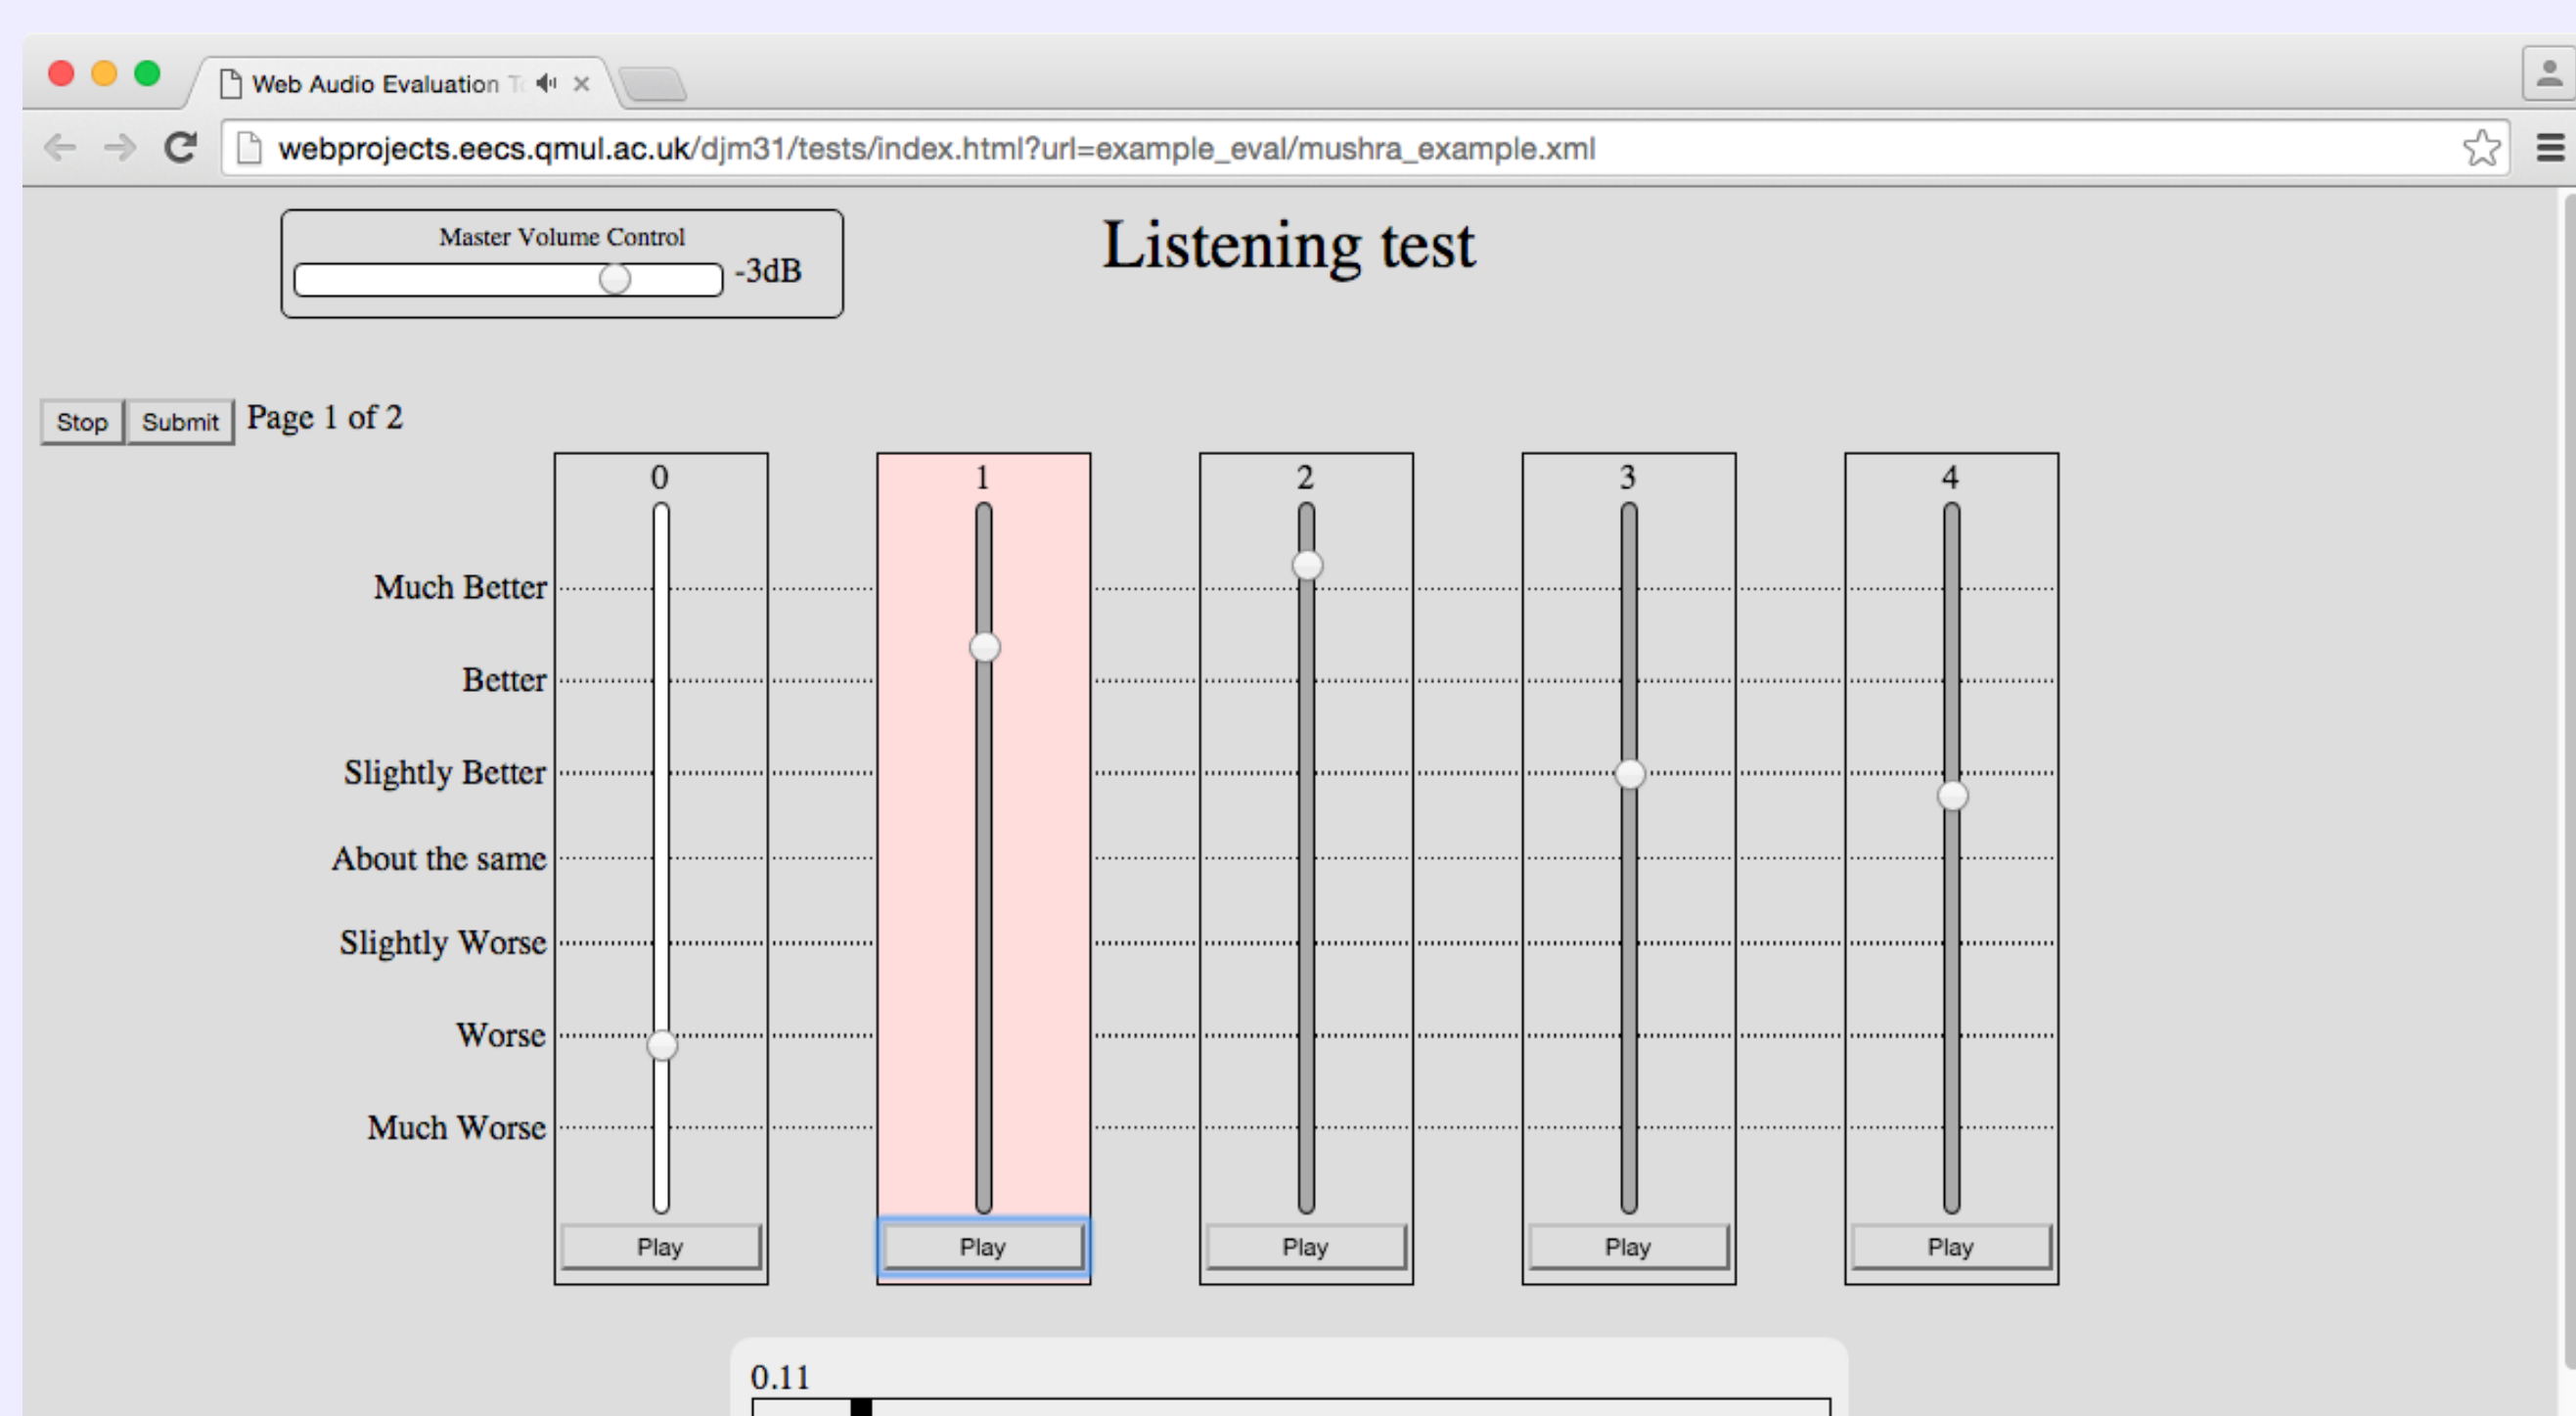 Web Audio Evaluation
webprojects.eecs.qmul.ac.uk/djm31/tests/index.html?url=example_eval/mushra_example.xml
Master Volume Control
-3dB
Listening test
Stop Submit Page 1 of 2
0 1 2 3 4
Much Better
Better
Slightly Better
About the same
Slightly Worse
Worse
Much Worse
Play Play Play Play Play
0.11